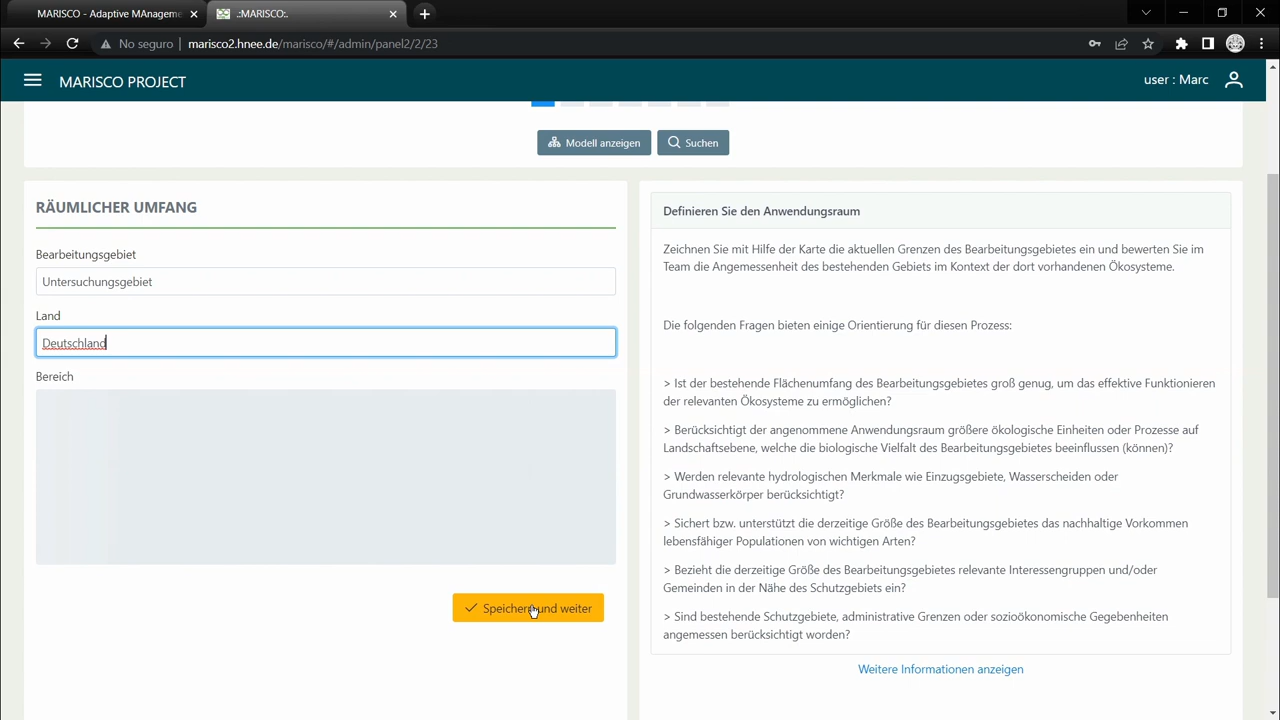 MARISCO - Adaptive MAnageme
.:MARISCO:.
No seguro
marisco2.hnee.de/marisco/#/admin/panel2/2/23
MARISCO PROJECT
user : Marc
Modell anzeigen
Suchen
RÄUMLICHER UMFANG
Bearbeitungsgebiet
Untersuchungsgebiet
Land
Deutschland
Bereich
Speichern und weiter
Definieren Sie den Anwendungsraum
Zeichnen Sie mit Hilfe der Karte die aktuellen Grenzen des Bearbeitungsgebietes ein und bewerten Sie im
Team die Angemessenheit des bestehenden Gebiets im Kontext der dort vorhandenen Ökosysteme.
Die folgenden Fragen bieten einige Orientierung für diesen Prozess:
> Ist der bestehende Flächenumfang des Bearbeitungsgebietes groß genug, um das effektive Funktionieren
der relevanten Ökosysteme zu ermöglichen?
> Berücksichtigt der angenommene Anwendungsraum größere ökologische Einheiten oder Prozesse auf
Landschaftsebene, welche die biologische Vielfalt des Bearbeitungsgebietes beeinflussen (können)?
> Werden relevante hydrologischen Merkmale wie Einzugsgebiete, Wasserscheiden oder
Grundwasserkörper berücksichtigt?
> Sichert bzw. unterstützt die derzeitige Größe des Bearbeitungsgebietes das nachhaltige Vorkommen
lebensfähiger Populationen von wichtigen Arten?
> Bezieht die derzeitige Größe des Bearbeitungsgebietes relevante Interessengruppen und/oder
Gemeinden in der Nähe des Schutzgebiets ein?
> Sind bestehende Schutzgebiete, administrative Grenzen oder sozioökonomische Gegebenheiten
angemessen berücksichtigt worden?
Weitere Informationen anzeigen